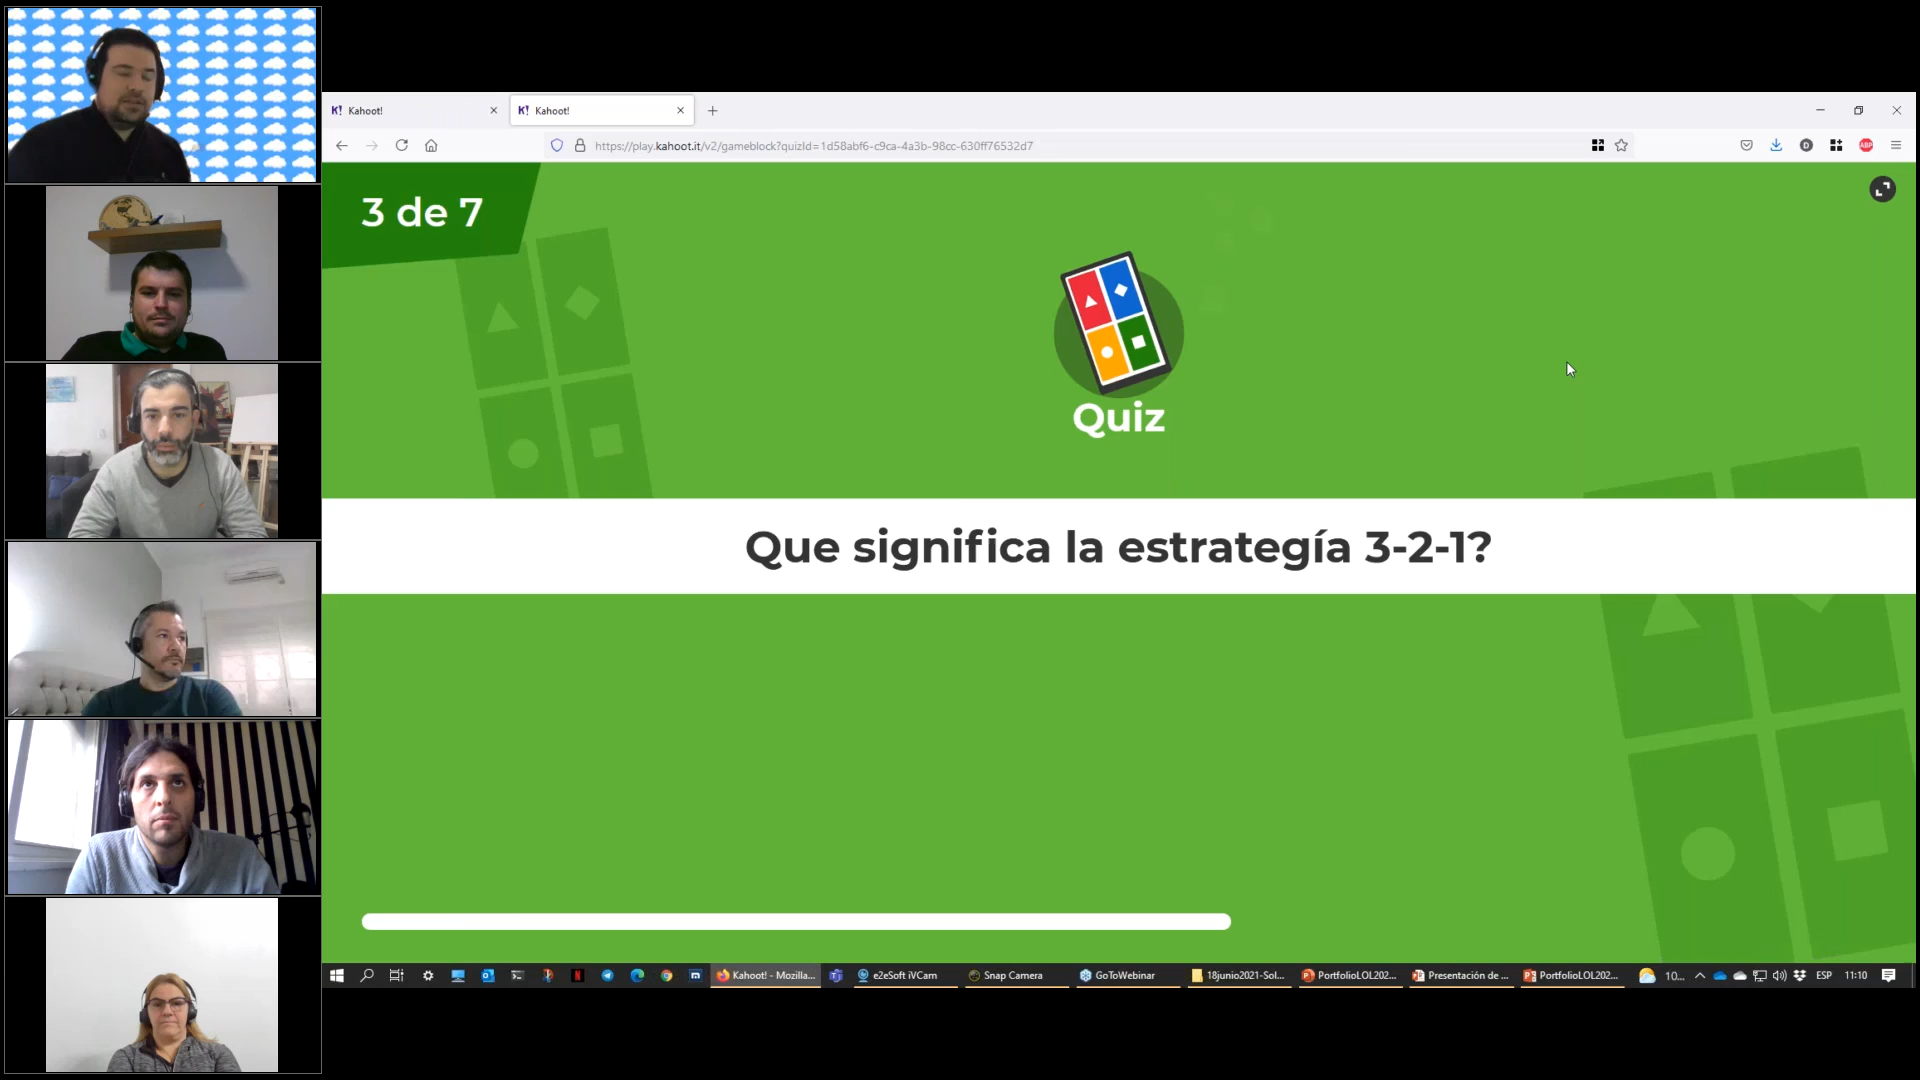 K! Kahoot!
K! Kahoot!
https://play.kahoot.it/v2/gameblock?quizId=1d58abf6-c9ca-4a3b-98cc-630ff76532d7
ABP
3 de 7
Quiz
Que significa la estrategía 3-2-1?
Kahoot! - Mozilla...
e2eSoft iVCam
Snap Camera
GoToWebinar
18junio2021-Sol...
PortfolioLOL202...
Presentación de ...
PortfolioLOL202...
10...
ESP
11:10